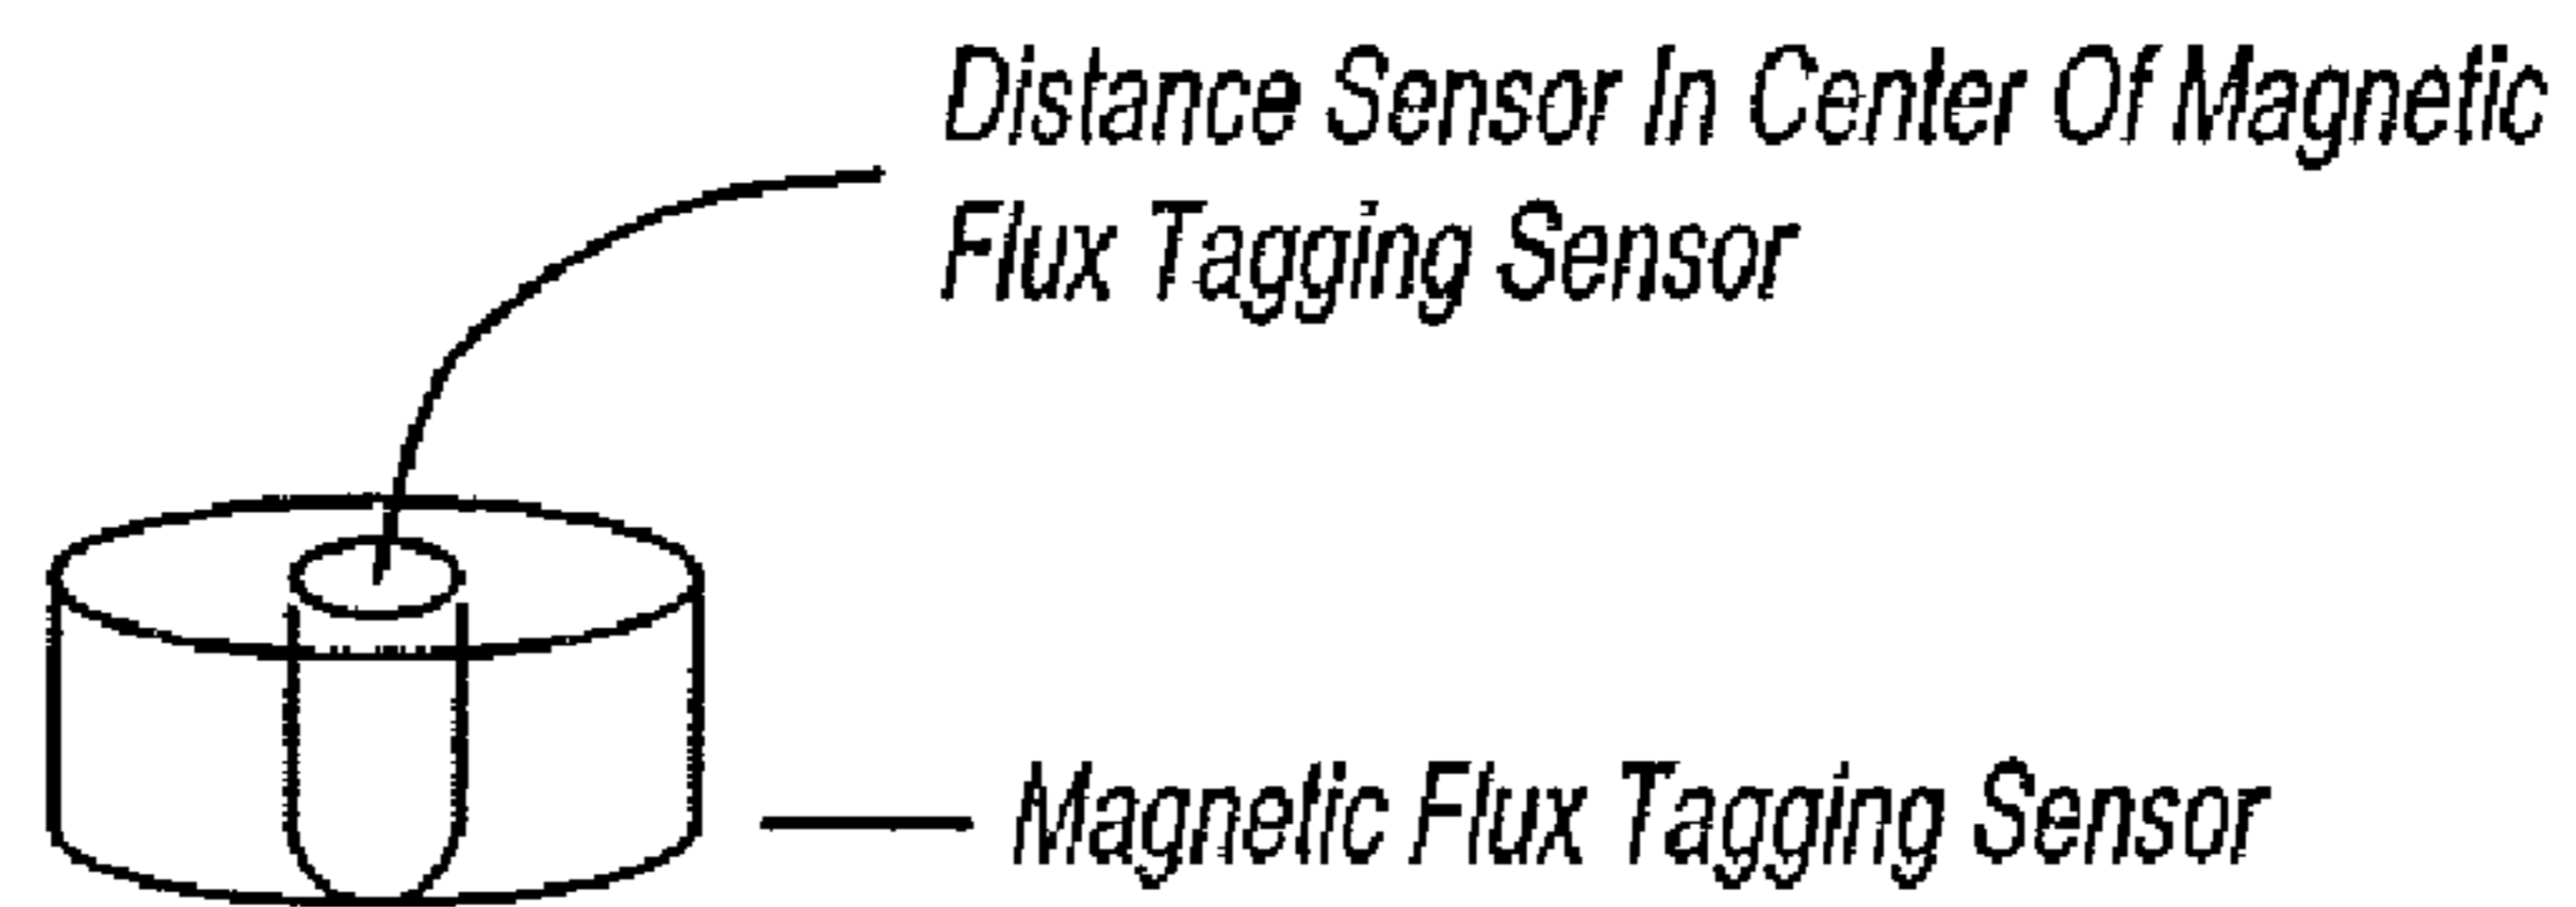 Distance Sensor In Center Of Magnetic
Flux Tagging Sensor
Magnetic Flux Tagging Sensor